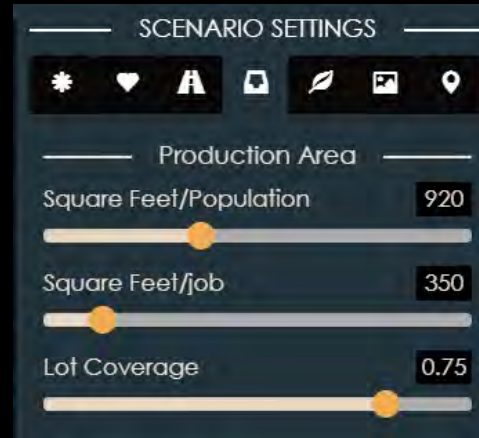 SCENARIO SETTINGS
Production Area
Square Feet/Population 920
Square Feet/job 350
Lot Coverage 0.75